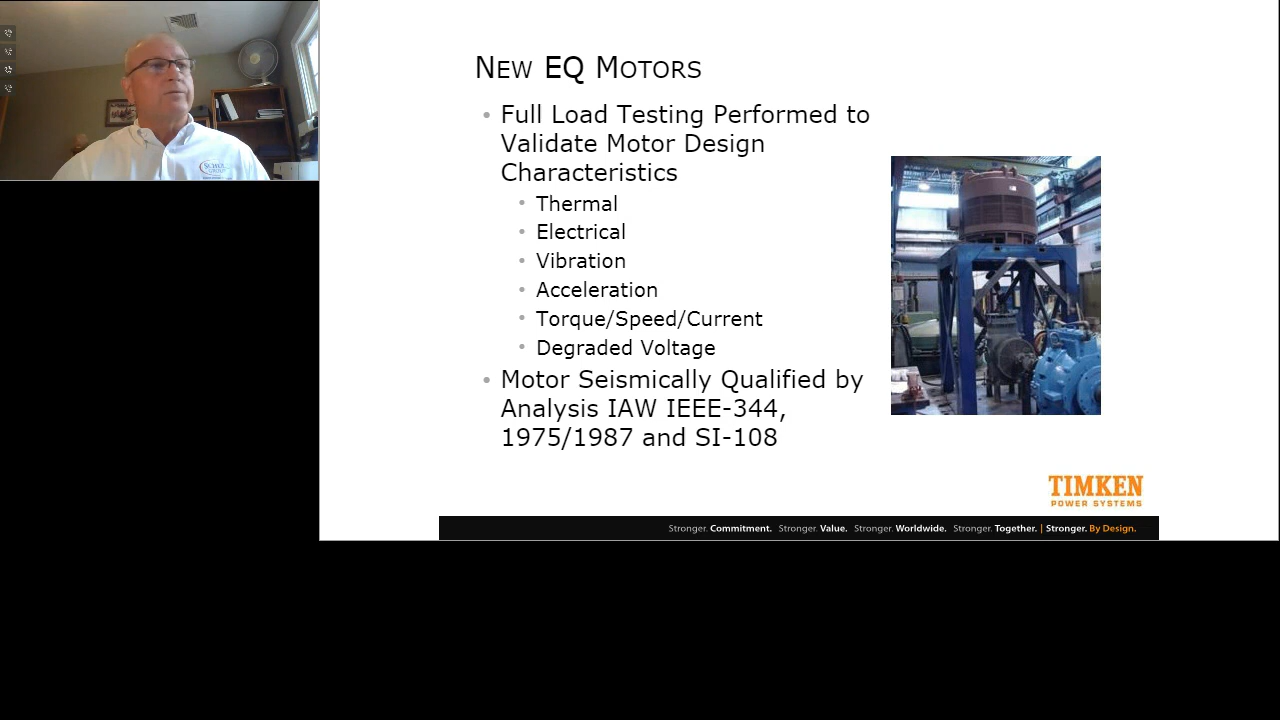 NEW EQ MOTORS
• Full Load Testing Performed to
Validate Motor Design
Characteristics
• Thermal
• Electrical
• Vibration
• Acceleration
• Torque/Speed/Current
• Degraded Voltage
• Motor Seismically Qualified by
Analysis IAW IEEE-344,
1975/1987 and SI-108
TIMKEN
POWER SYSTEMS
Stronger. Commitment. Stronger. Value. Stronger. Worldwide. Stronger. Together. | Stronger. By Design.